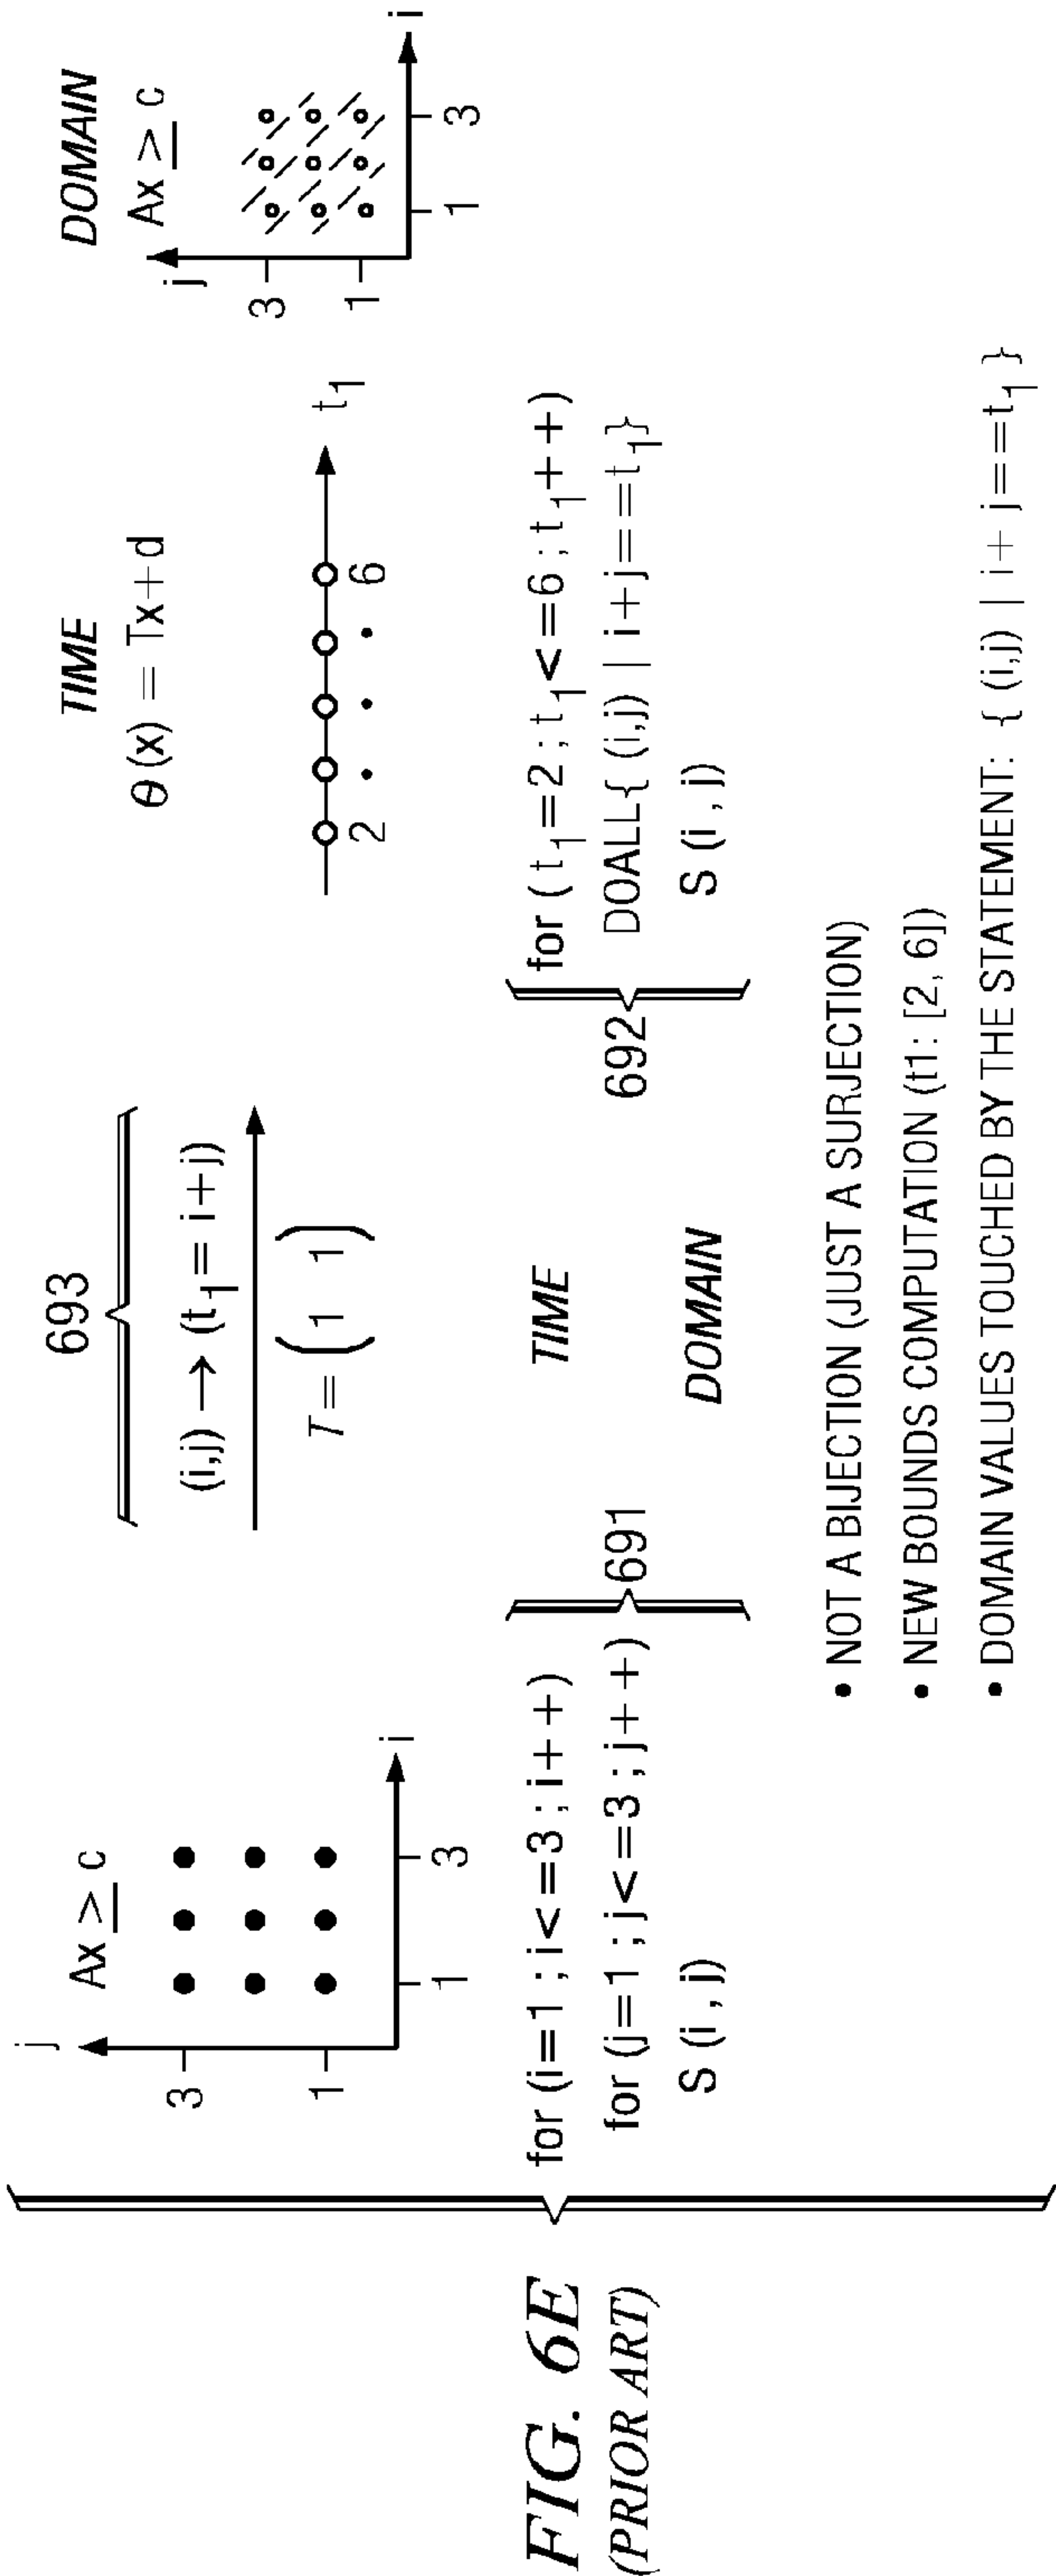 FIG. 6E
(PRIOR ART)
Ax ≥ c
j
3
1
1
3
i
693
(i,j) → (t1 = i+j)
T = ( 1 1 )
TIME
θ (x) = Tx+d
2 . . . 6
t1
DOMAIN
Ax ≥ c
j
3
1
1
3
i
for (i=1 ; i<=3 ; i++)
for (j=1 ; j<=3 ; j++)
S (i , j)
691
TIME
DOMAIN
692
for ( t1=2 ; t1 <=6 ; t1++)
DOALL{ (i,j) | i+j==t1}
S (i , j)
• NOT A BIJECTION (JUST A SURJECTION)
• NEW BOUNDS COMPUTATION (t1: [2, 6])
• DOMAIN VALUES TOUCHED BY THE STATEMENT: { (i,j) | i+ j==t1 }